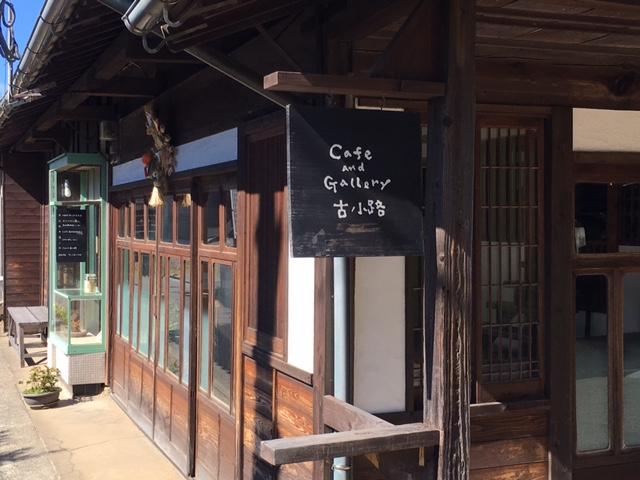 Cafe
and
Gallery
古小路